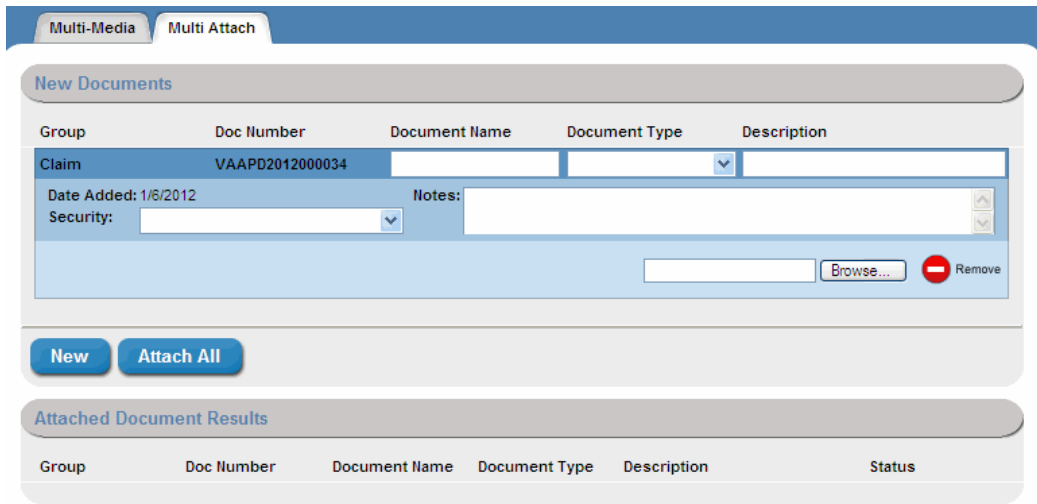 Multi-Media Multi Attach
New Documents
Group Doc Number Document Name Document Type Description
Claim VAAPD2012000034
Date Added: 1/6/2012 Notes:
Security:
Browse... Remove
New Attach All
Attached Document Results
Group Doc Number Document Name Document Type Description Status